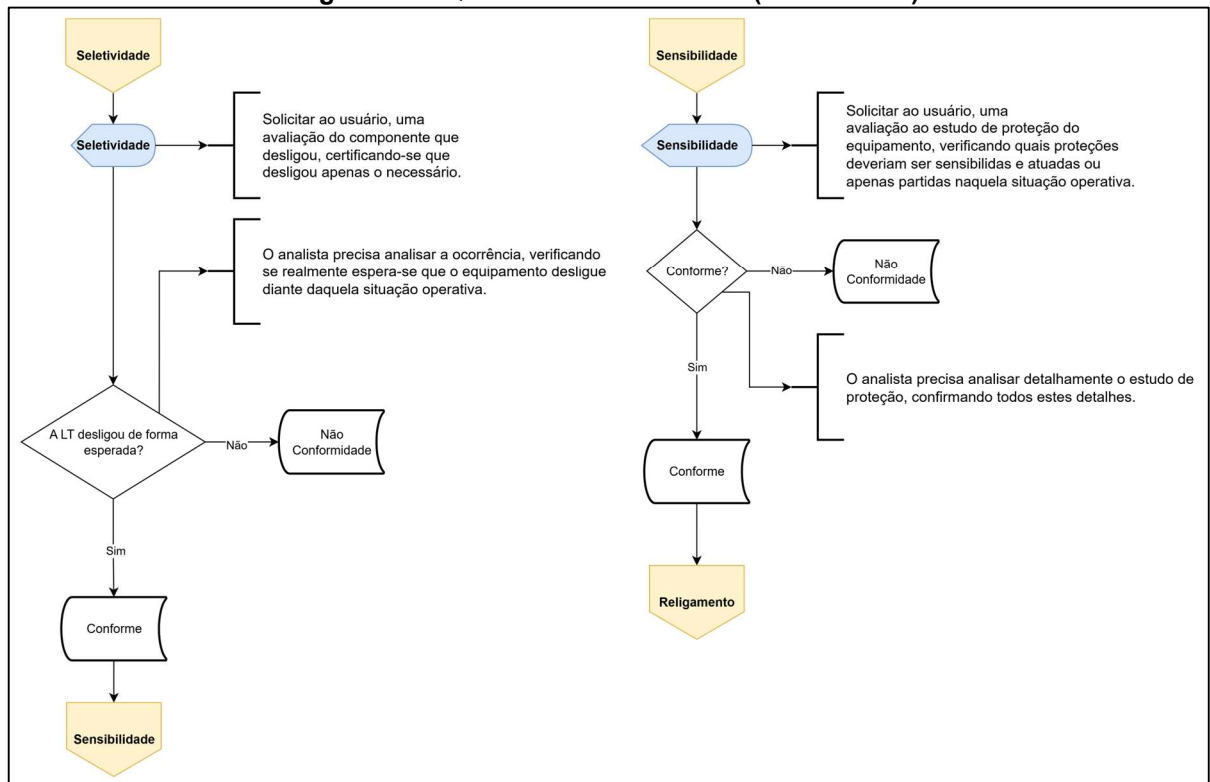 Seletividade
Seletividade
Solicitar ao usuário, uma
avaliação do componente que
desligou, certificando-se que
desligou apenas o necessário.
O analista precisa analisar a ocorrência, verificando
se realmente espera-se que o equipamento desligue
diante daquela situação operativa.
A LT desligou de forma
esperada?
Não
Não
Conformidade
Sim
Conforme
Sensibilidade
Sensibilidade
Sensibilidade
Solicitar ao usuário, uma
avaliação ao estudo de proteção do
equipamento, verificando quais proteções
deveriam ser sensibilidas e atuadas ou
apenas partidas naquela situação operativa.
Conforme?
Não
Não
Conformidade
Sim
O analista precisa analisar detalhamente o estudo de
proteção, confirmando todos estes detalhes.
Conforme
Religamento